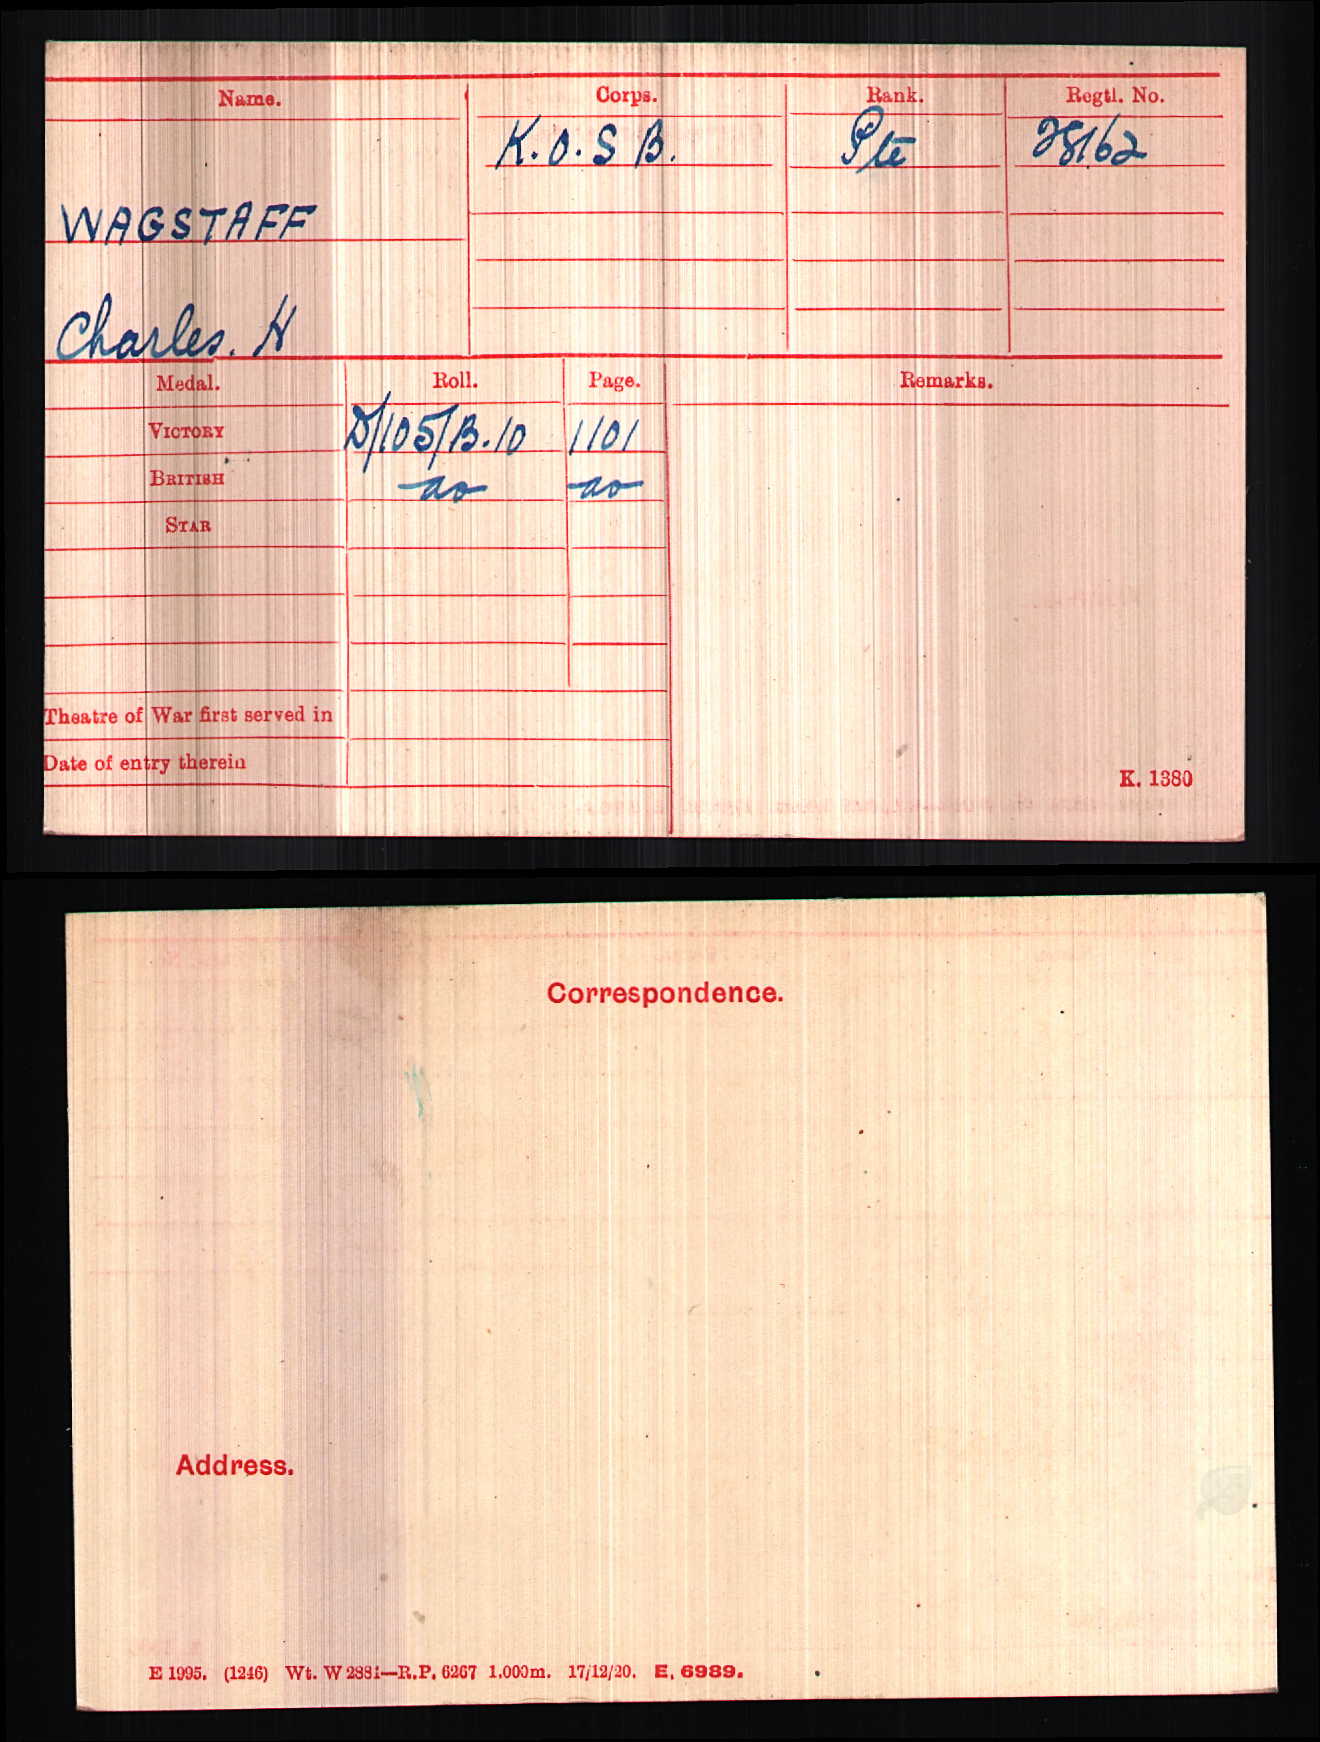 Name. Corps. Rank. Regtl. No.
K.O.S.B. Pte 28162
WAGSTAFF
Charles. H
Medal. Roll. Page. Remarks.
VICTORY D/105/B.10 1101
BRITISH do do
STAR
Theatre of War first served in
Date of entry therein
K. 1380
Correspondence.
Address.
E 1995. (1246) Wt. W 2881—R.P. 6267 1,000m. 17/12/20. E. 6989.